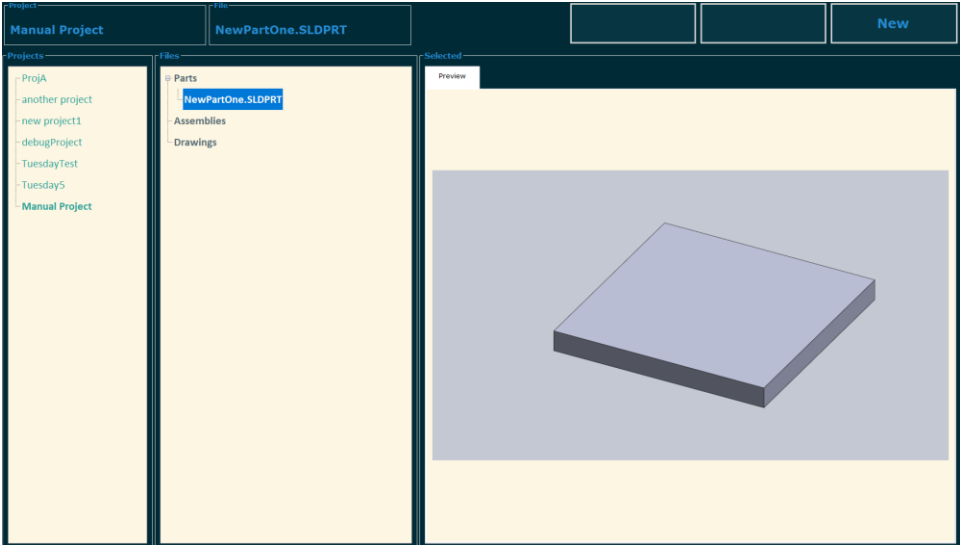 Project
File
Manual Project
NewPartOne.SLDPRT
New
Projects
Files
Selected
ProjA
another project
new project1
debugProject
TuesdayTest
Tuesday5
Manual Project
Parts
NewPartOne.SLDPRT
Assemblies
Drawings
Preview